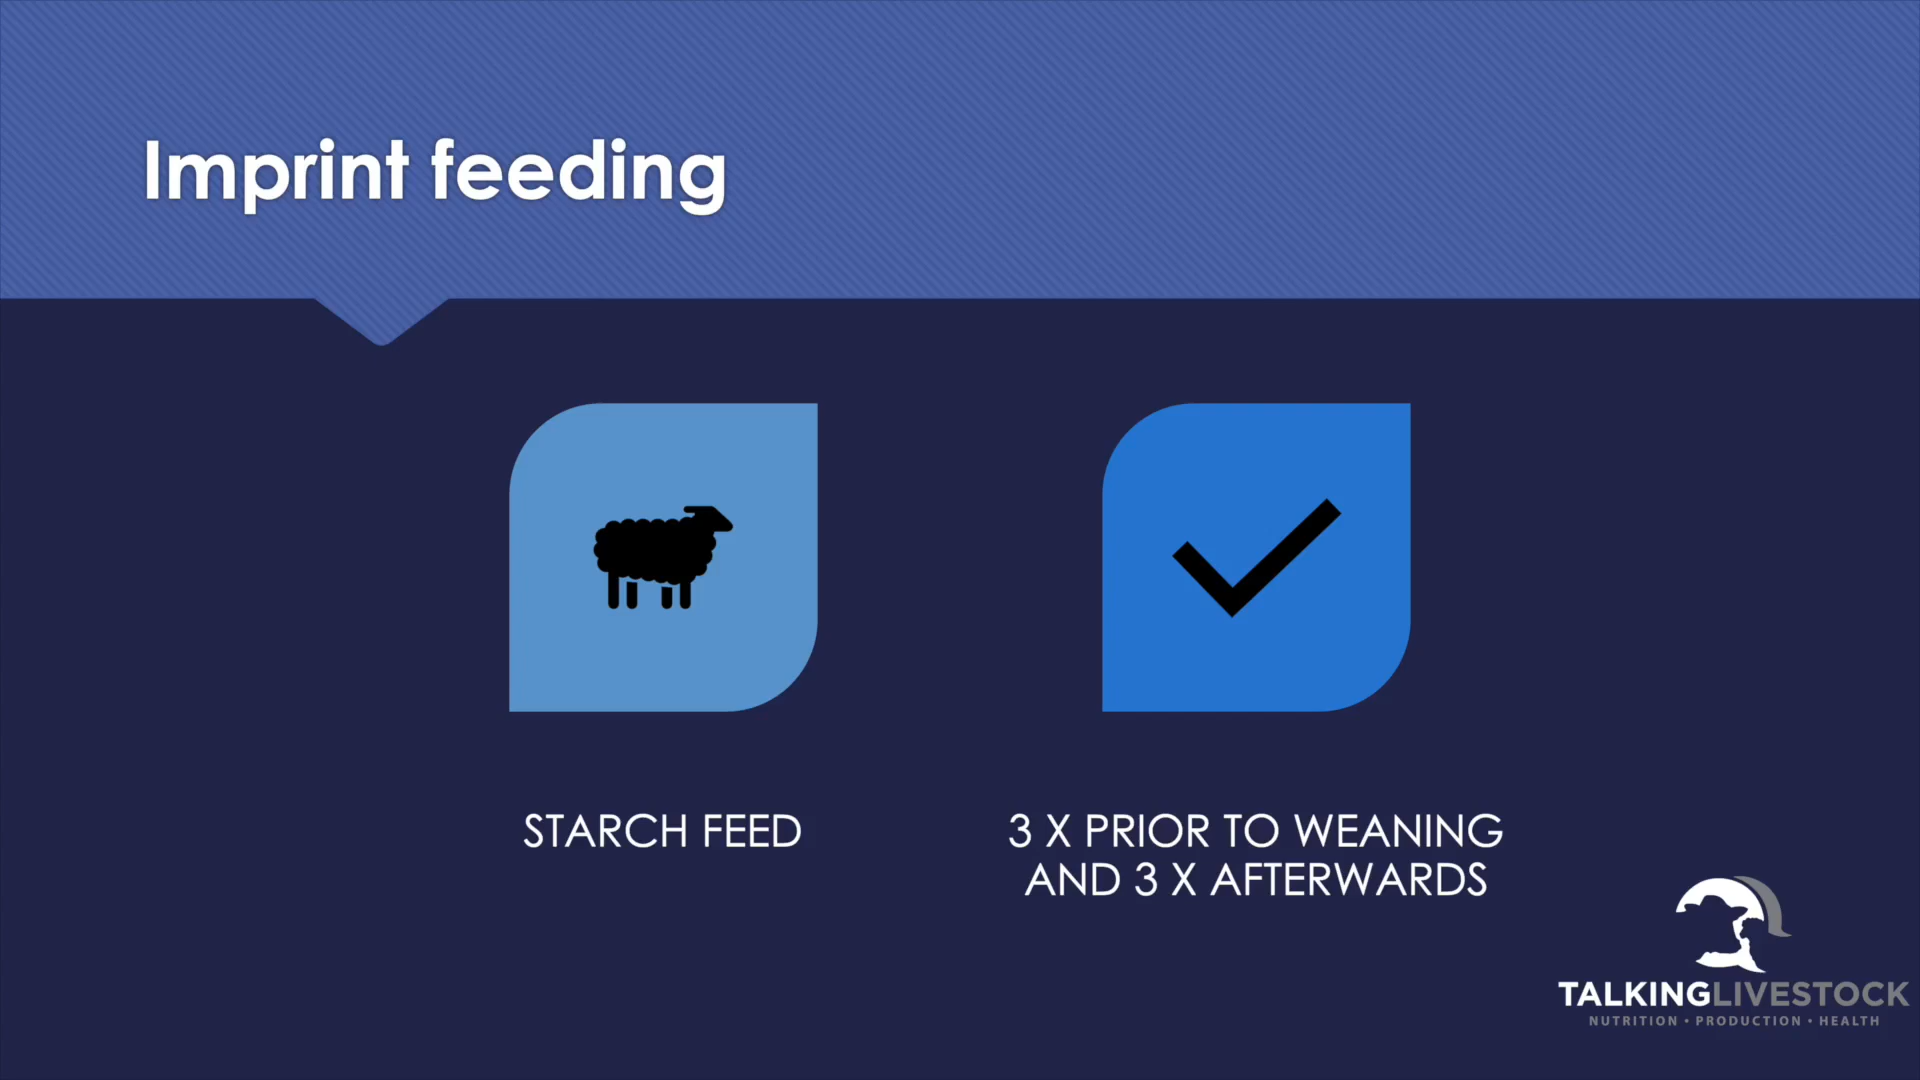 Imprint feeding
STARCH FEED
3 X PRIOR TO WEANING
AND 3 X AFTERWARDS
TALKINGLIVESTOCK
NUTRITION • PRODUCTION • HEALTH